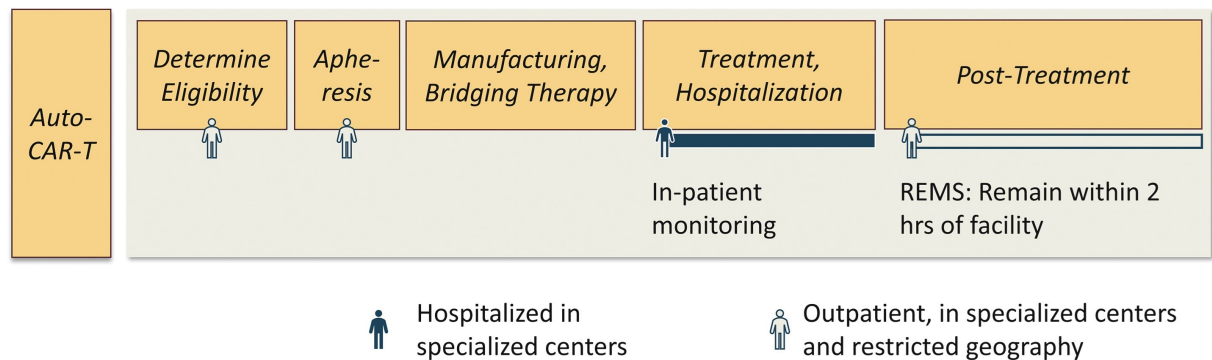 Auto-
CAR-T
Determine
Eligibility
Aphe-
resis
Manufacturing,
Bridging Therapy
Treatment,
Hospitalization
Post-Treatment
In-patient
monitoring
REMS: Remain within 2
hrs of facility
Hospitalized in
specialized centers
Outpatient, in specialized centers
and restricted geography